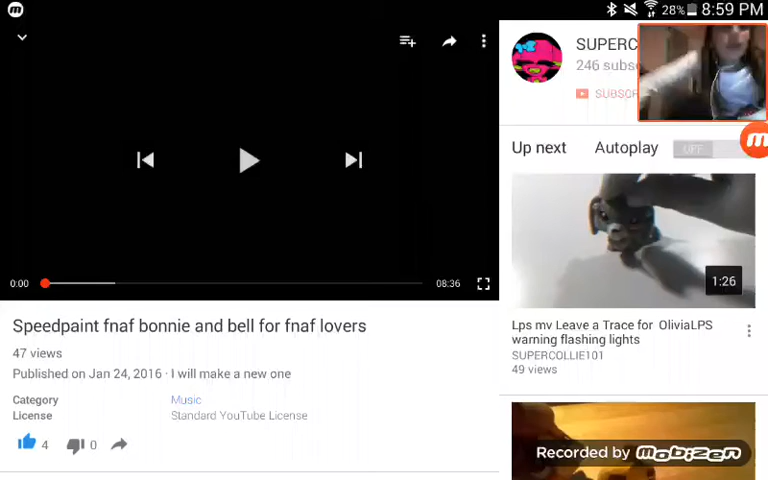 28% 8:59 PM
SUPERC
246 subsc
SUBSCR
Up next Autoplay OFF
1:26
0:00 08:36
Speedpaint fnaf bonnie and bell for fnaf lovers
47 views
Published on Jan 24, 2016 · I will make a new one
Category Music
License Standard YouTube License
4 0
Lps mv Leave a Trace for OliviaLPS
warning flashing lights
SUPERCOLLIE101
49 views
Recorded by mobizen